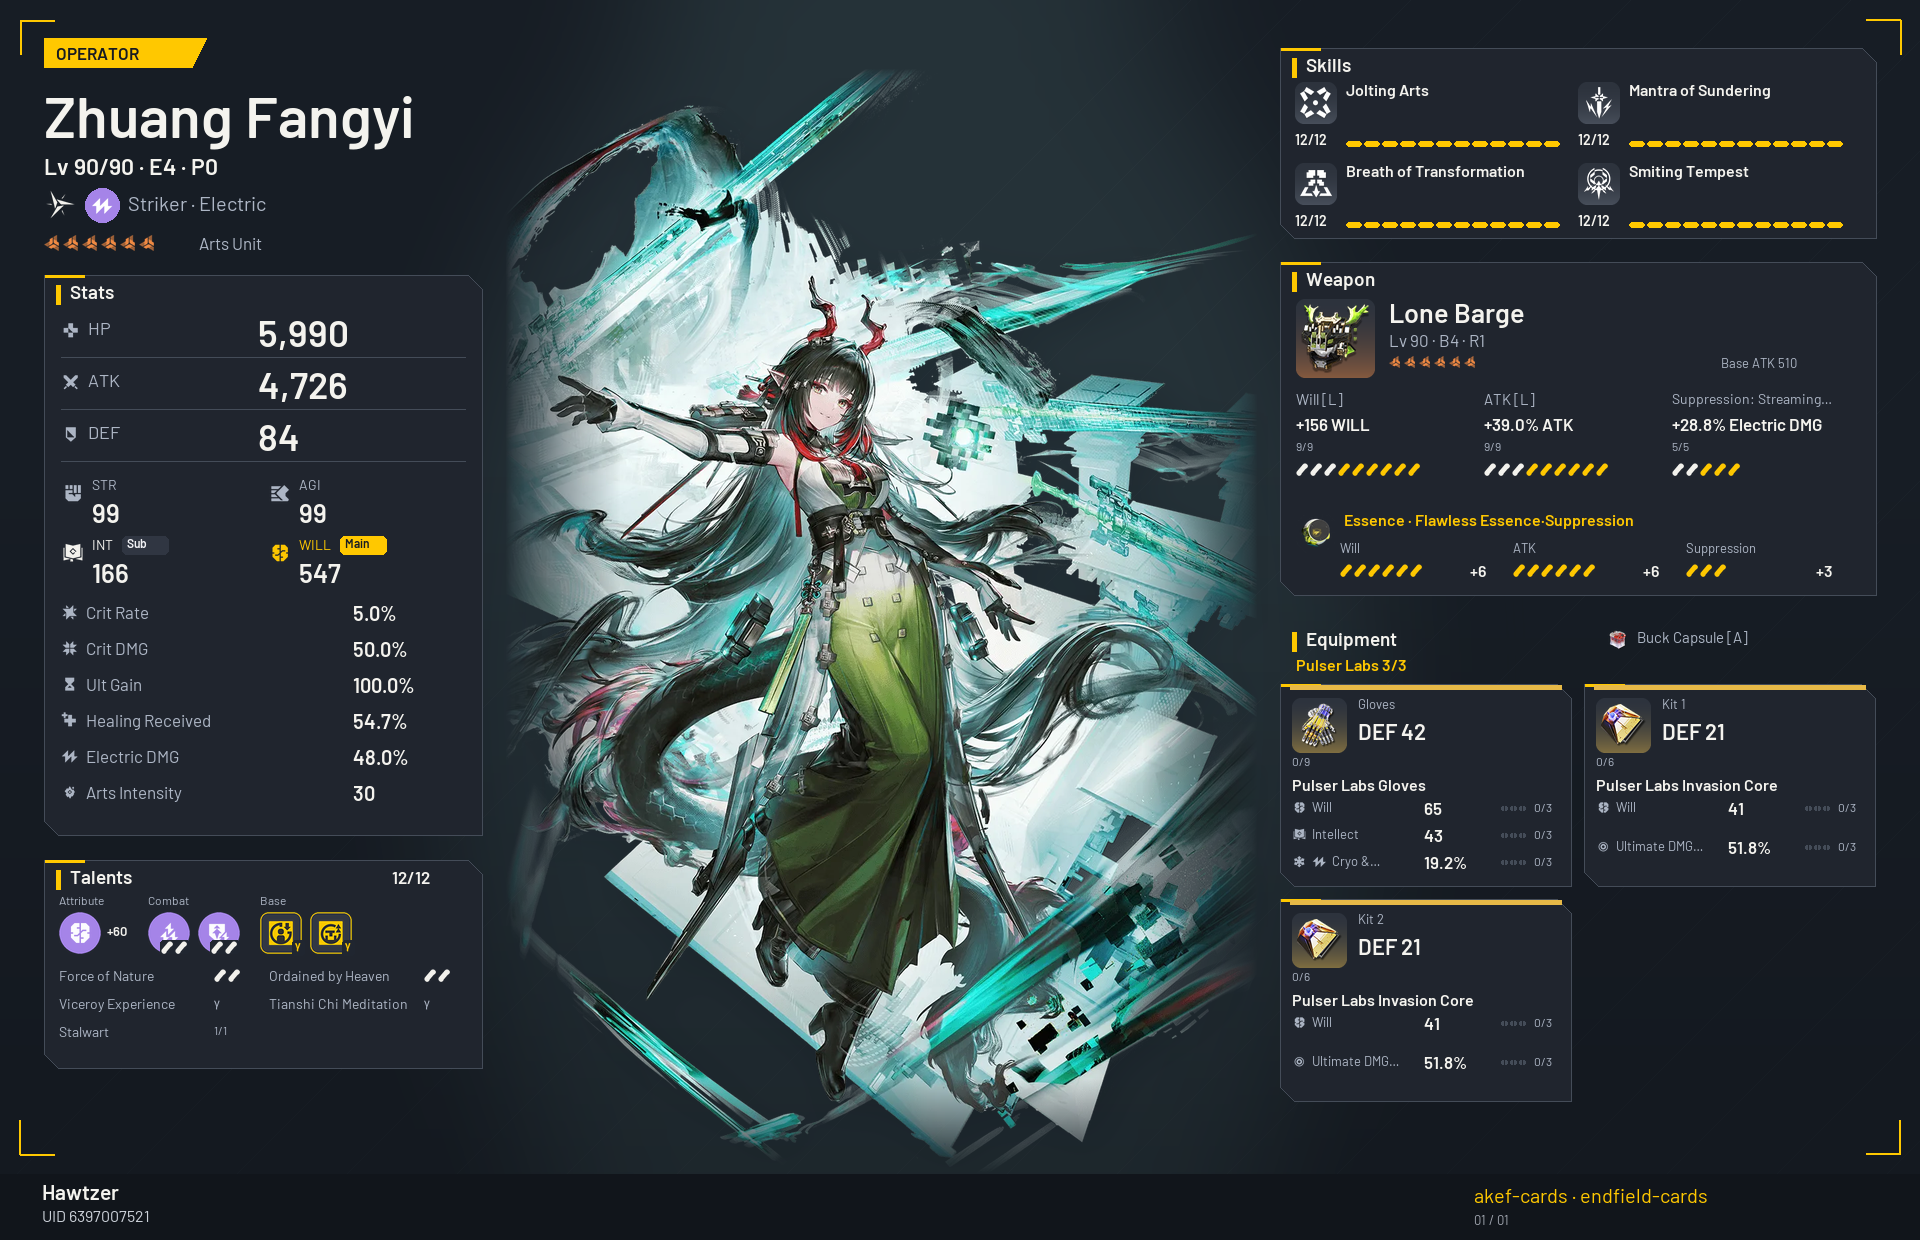 OPERATOR
Zhuang Fangyi
Lv 90/90 · E4 · P0
Striker · Electric
Arts Unit
Stats
HP 5,990
ATK 4,726
DEF 84
STR AGI
99 99
INT Sub WILL Main
166 547
Crit Rate 5.0%
Crit DMG 50.0%
Ult Gain 100.0%
Healing Received 54.7%
Electric DMG 48.0%
Arts Intensity 30
Talents 12/12
Attribute Combat Base
+60
Force of Nature Ordained by Heaven
Viceroy Experience γ Tianshi Chi Meditation γ
Stalwart 1/1
Skills
Jolting Arts Mantra of Sundering
12/12 12/12
Breath of Transformation Smiting Tempest
12/12 12/12
Weapon
Lone Barge
Lv 90 · B4 · R1
Base ATK 510
Will [L] ATK [L] Suppression: Streaming...
+156 WILL +39.0% ATK +28.8% Electric DMG
9/9 9/9 5/5
Essence · Flawless Essence·Suppression
Will ATK Suppression
+6 +6 +3
Equipment Buck Capsule [A]
Pulser Labs 3/3
Gloves
DEF 42
0/9
Pulser Labs Gloves
Will 65 0/3
Intellect 43 0/3
Cryo &... 19.2% 0/3
Kit 1
DEF 21
0/6
Pulser Labs Invasion Core
Will 41 0/3
Ultimate DMG... 51.8% 0/3
Kit 2
DEF 21
0/6
Pulser Labs Invasion Core
Will 41 0/3
Ultimate DMG... 51.8% 0/3
Hawtzer
UID 6397007521
akef-cards · endfield-cards
01 / 01